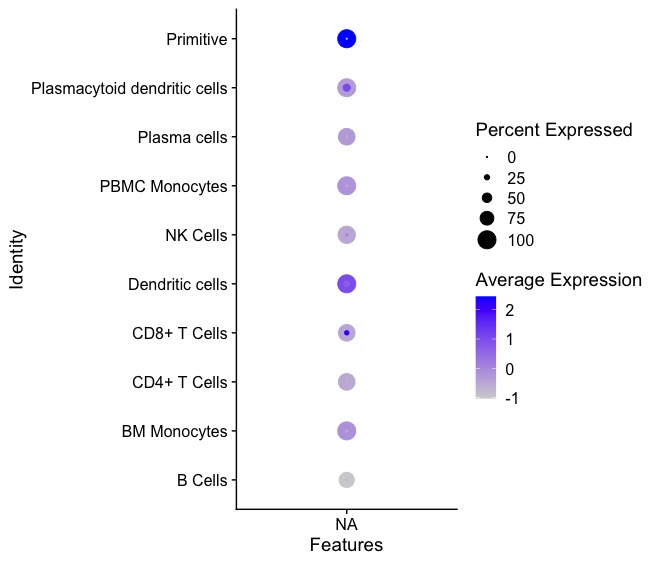 Primitive
Plasmacytoid dendritic cells
Plasma cells
PBMC Monocytes
NK Cells
Dendritic cells
CD8+ T Cells
CD4+ T Cells
BM Monocytes
B Cells
Identity
NA
Features
Percent Expressed
0
25
50
75
100
Average Expression
2
1
0
-1